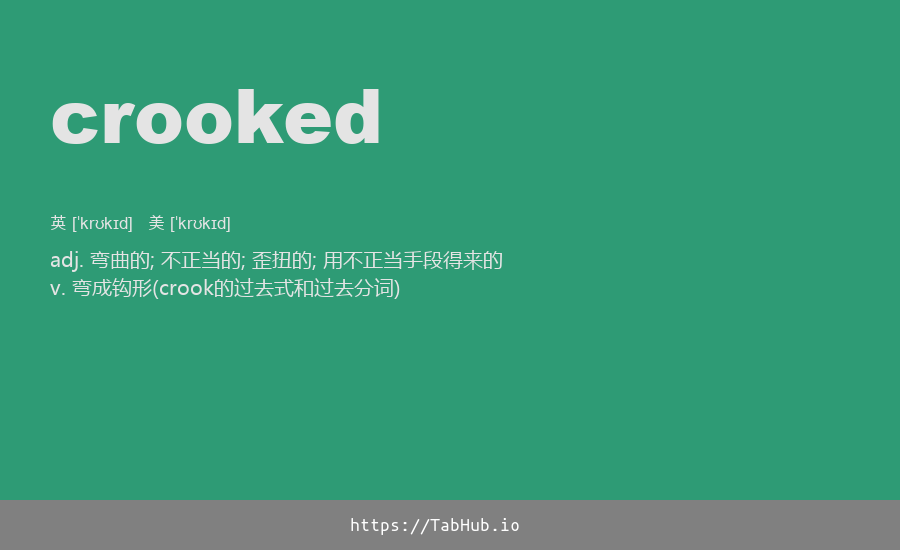 crooked
英 [ˈkrʊkɪd] 美 [ˈkrʊkɪd]
adj. 弯曲的; 不正当的; 歪扭的; 用不正当手段得来的
v. 弯成钩形(crook的过去式和过去分词)
https://TabHub.io